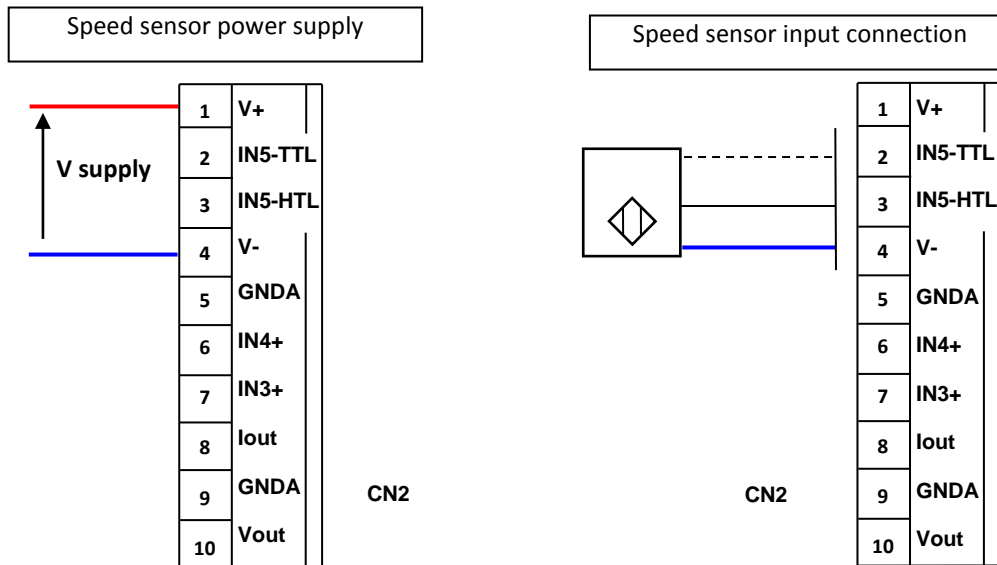 Speed sensor power supply
1 V+
2 IN5-TTL
V supply
3 IN5-HTL
4 V-
5 GNDA
6 IN4+
7 IN3+
8 Iout
9 GNDA
CN2
10 Vout
Speed sensor input connection
1 V+
2 IN5-TTL
3 IN5-HTL
4 V-
5 GNDA
6 IN4+
7 IN3+
8 Iout
CN2
9 GNDA
10 Vout